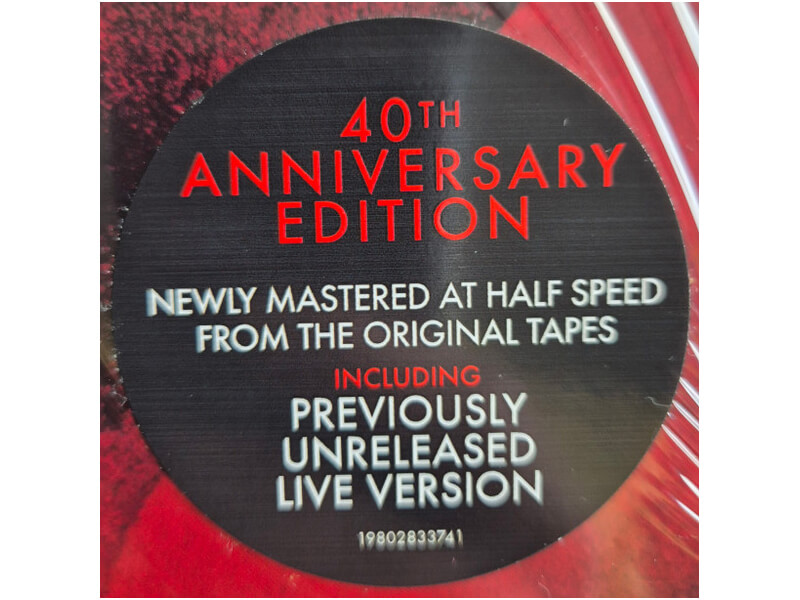 40TH
ANNIVERSARY
EDITION
NEWLY MASTERED AT HALF SPEED
FROM THE ORIGINAL TAPES
INCLUDING
PREVIOUSLY
UNRELEASED
LIVE VERSION
19802833741